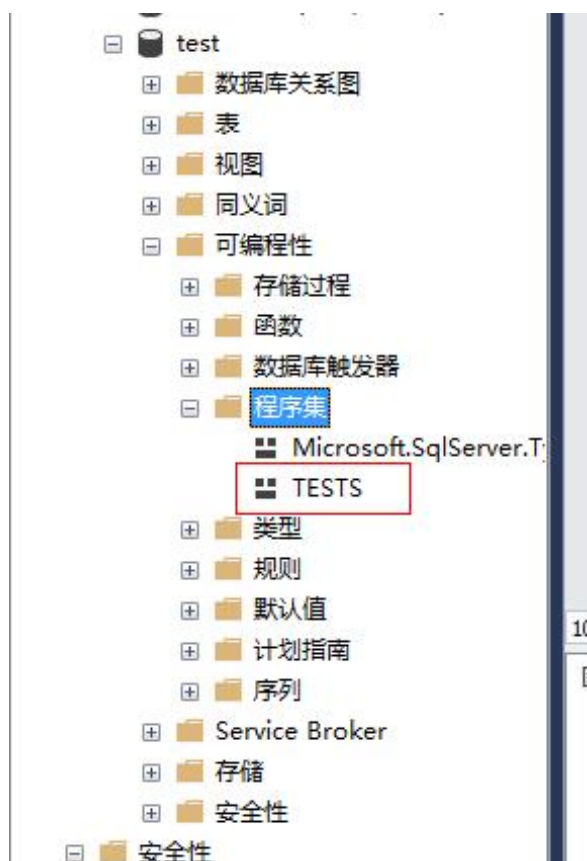 test
数据库关系图
表
视图
同义词
可编程性
存储过程
函数
数据库触发器
程序集
Microsoft.SqlServer.Ty
TESTS
类型
规则
默认值
计划指南
序列
Service Broker
存储
安全性
安全性
10